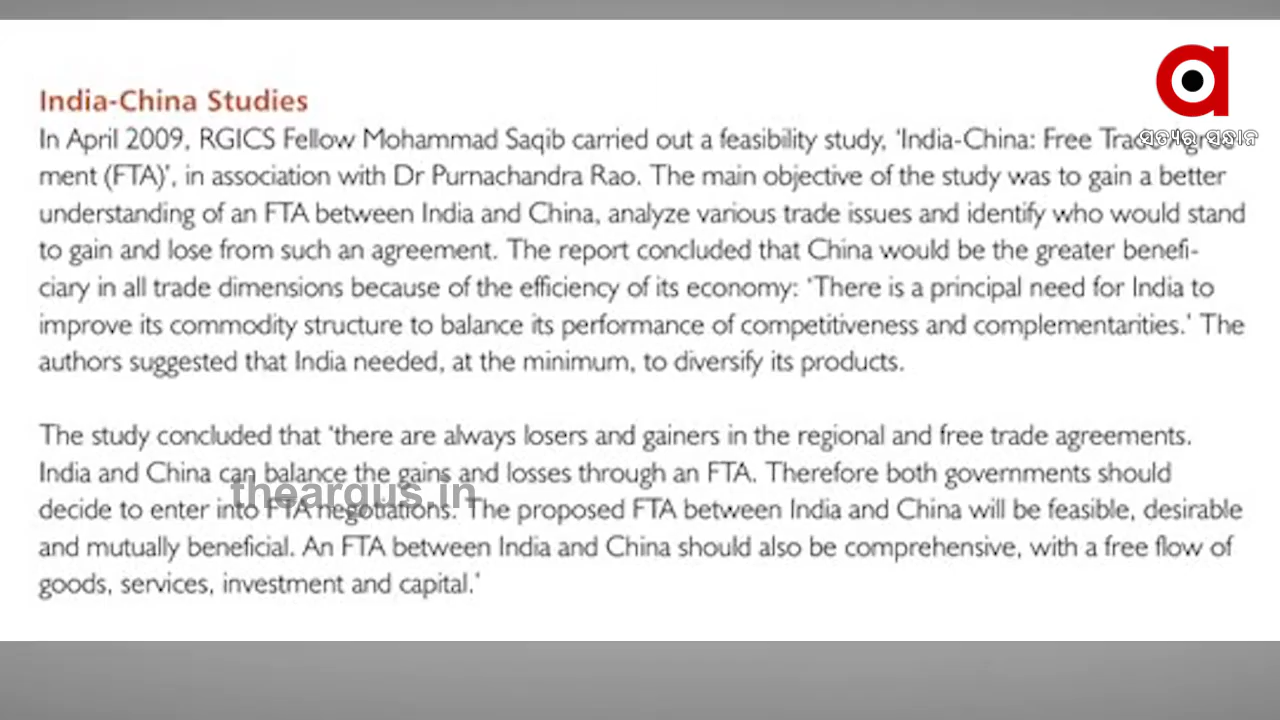 India-China Studies
In April 2009, RGICS Fellow Mohammad Saqib carried out a feasibility study, ‘India-China: Free Trade Agree-
ment (FTA)’, in association with Dr Purnachandra Rao. The main objective of the study was to gain a better
understanding of an FTA between India and China, analyze various trade issues and identify who would stand
to gain and lose from such an agreement. The report concluded that China would be the greater benefi-
ciary in all trade dimensions because of the efficiency of its economy: ‘There is a principal need for India to
improve its commodity structure to balance its performance of competitiveness and complementarities.’ The
authors suggested that India needed, at the minimum, to diversify its products.
The study concluded that ‘there are always losers and gainers in the regional and free trade agreements.
India and China can balance the gains and losses through an FTA. Therefore both governments should
theargus.in
decide to enter into FTA negotiations. The proposed FTA between India and China will be feasible, desirable
and mutually beneficial. An FTA between India and China should also be comprehensive, with a free flow of
goods, services, investment and capital.’